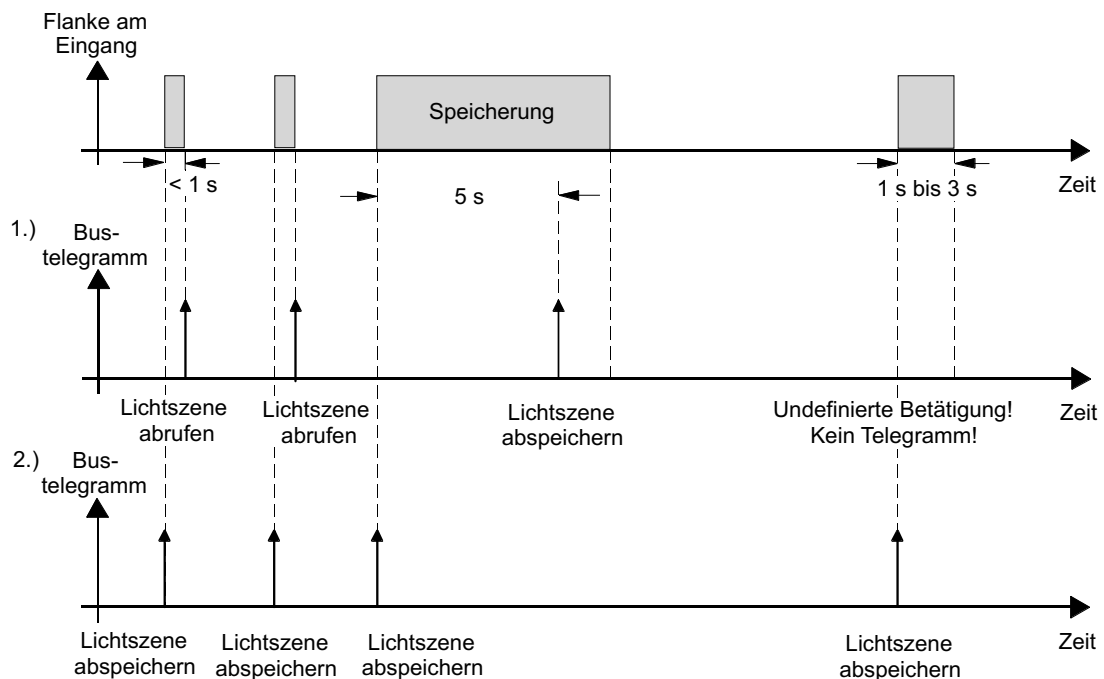 Flanke am
Eingang
Speicherung
< 1 s
5 s
1 s bis 3 s
Zeit
1.) Bus-
telegramm
Lichtszene
abrufen
Lichtszene
abrufen
Lichtszene
abspeichern
Undefinierte Betätigung!
Kein Telegramm!
Zeit
2.) Bus-
telegramm
Lichtszene
abspeichern
Lichtszene
abspeichern
Lichtszene
abspeichern
Lichtszene
abspeichern
Zeit